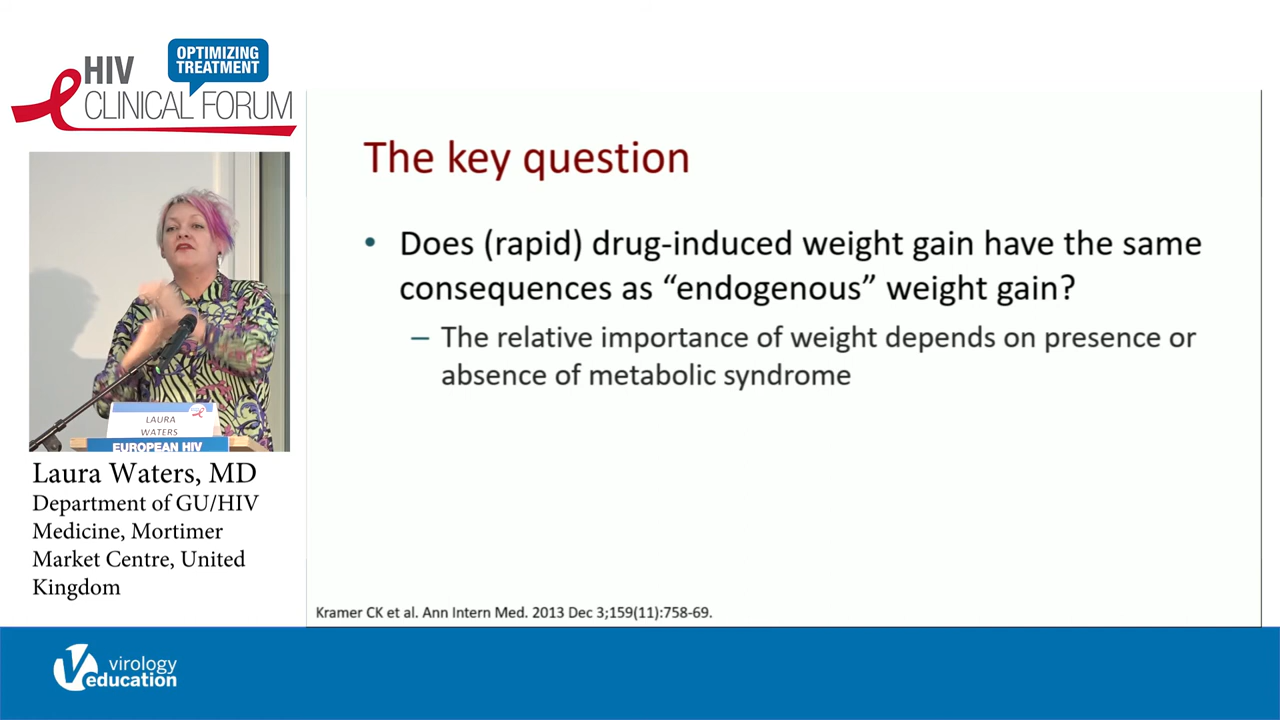 OPTIMIZING
TREATMENT
HIV
CLINICAL FORUM
LAURA
WATERS
EUROPEAN HIV
Laura Waters, MD
Department of GU/HIV
Medicine, Mortimer
Market Centre, United
Kingdom
The key question
• Does (rapid) drug-induced weight gain have the same
consequences as “endogenous” weight gain?
– The relative importance of weight depends on presence or
absence of metabolic syndrome
Kramer CK et al. Ann Intern Med. 2013 Dec 3;159(11):758-69.
virology
education